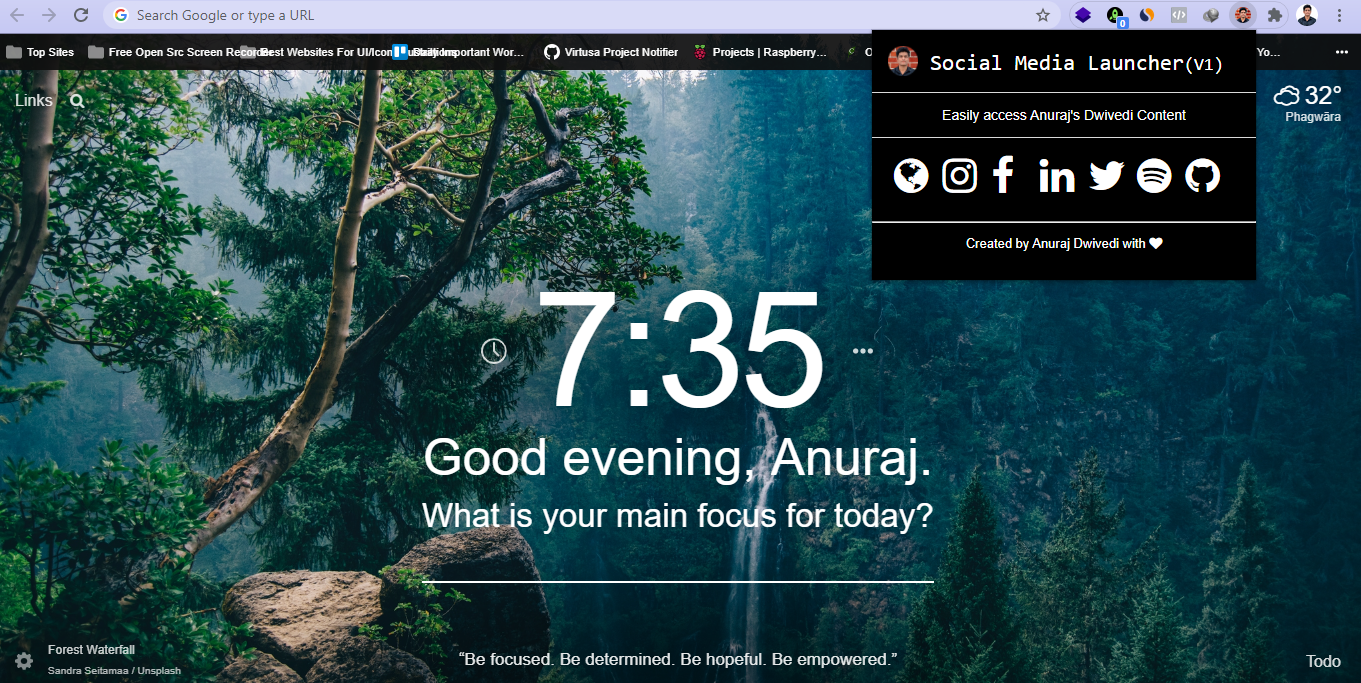 Search Google or type a URL
0
Top Sites
Free Open Src Screen Recorder
Best Websites For UI/Icon
Daily Important Wor...
Virtusa Project Notifier
Projects | Raspberry...
Yo...
Social Media Launcher(V1)
Easily access Anuraj's Dwivedi Content
Created by Anuraj Dwivedi with
Links
32°
Phagwāra
7:35
Good evening, Anuraj.
What is your main focus for today?
Forest Waterfall
Sandra Seitamaa / Unsplash
“Be focused. Be determined. Be hopeful. Be empowered.”
Todo